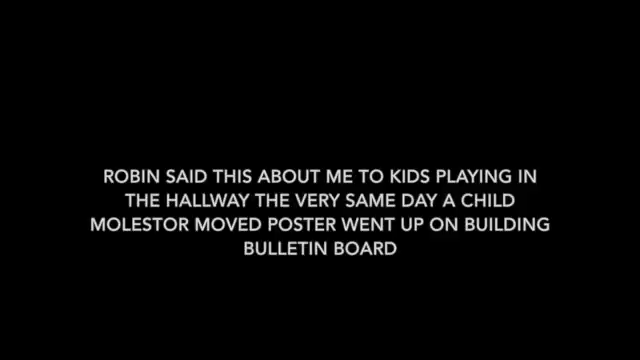 ROBIN SAID THIS ABOUT ME TO KIDS PLAYING IN
THE HALLWAY THE VERY SAME DAY A CHILD
MOLESTOR MOVED POSTER WENT UP ON BUILDING
BULLETIN BOARD